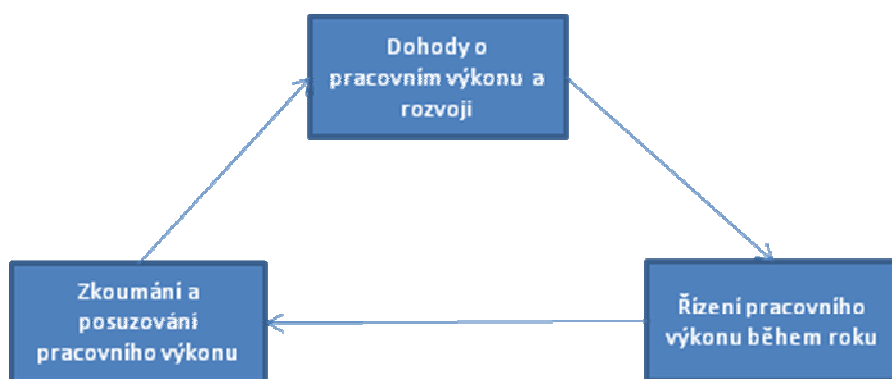 Dohody o
pracovním výkonu a
rozvoji
Zkoumání a
posuzování
pracovního výkonu
Řízení pracovního
výkonu během roku